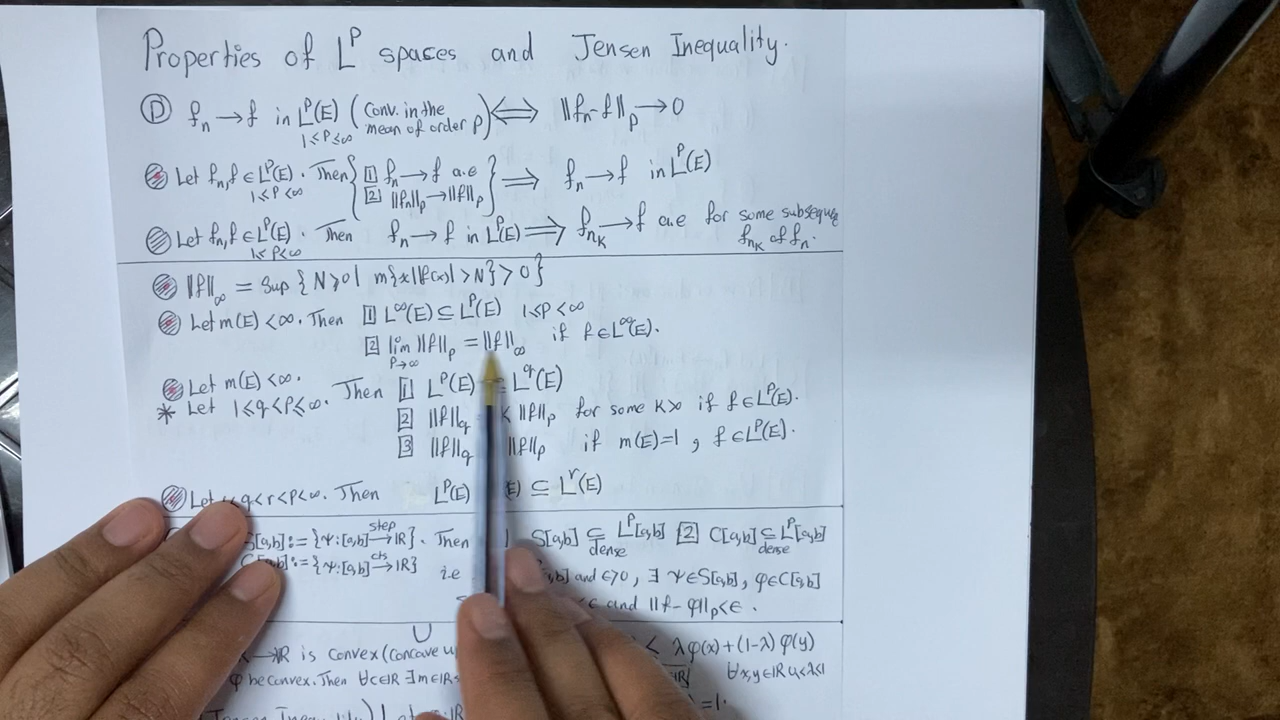 Properties of L^p spaces and Jensen Inequality.
Ⓓ f_n → f in L^p(E) (Conv. in the mean of order p) ⟺ ‖f_n - f‖_p → 0
1≤p≤∞
Let f_n, f ∈ L^p(E). Then { [1] f_n → f a.e [2] ‖f_n‖_p → ‖f‖_p } ⟹ f_n → f in L^p(E)
1≤p<∞
Let f_n, f ∈ L^p(E). Then f_n → f in L^p(E) ⟹ f_{n_k} → f a.e for some subseque f_{n_k} of f_n.
1≤p<∞
‖f‖_∞ = Sup { N>0 | m{x | |f(x)| > N} > 0 }
Let m(E) < ∞. Then [1] L^∞(E) ⊆ L^p(E) 1≤p<∞
[2] lim_{p→∞} ‖f‖_p = ‖f‖_∞ if f ∈ L^∞(E).
Let m(E) < ∞.
* Let 1≤q<p≤∞. Then [1] L^p(E) L^q(E)
[2] ‖f‖_q K ‖f‖_p for some K>0 if f ∈ L^p(E).
[3] ‖f‖_q ‖f‖_p if m(E)=1, f ∈ L^p(E).
Let q<r<p<∞. Then L^p(E) (E) ⊆ L^r(E)
S[a,b] := {ψ:[a,b] →^{step} ℝ}. Then S[a,b] ⊆_{dense} L^p[a,b] [2] C[a,b] ⊆_{dense} L^p[a,b]
C[a,b] := {ψ:[a,b] →^{cts} ℝ} i.e b] and ϵ>0, ∃ ψ∈S[a,b], φ∈C[a,b]
<ϵ and ‖f-φ‖_p<ϵ.
→ℝ is convex (concave u ≤ λφ(x)+(1-λ)φ(y)
∀x,y∈ℝ
φ be convex. Then ∀c∈ℝ ∃m∈ℝ
=1.
Jensen Inequality) Let